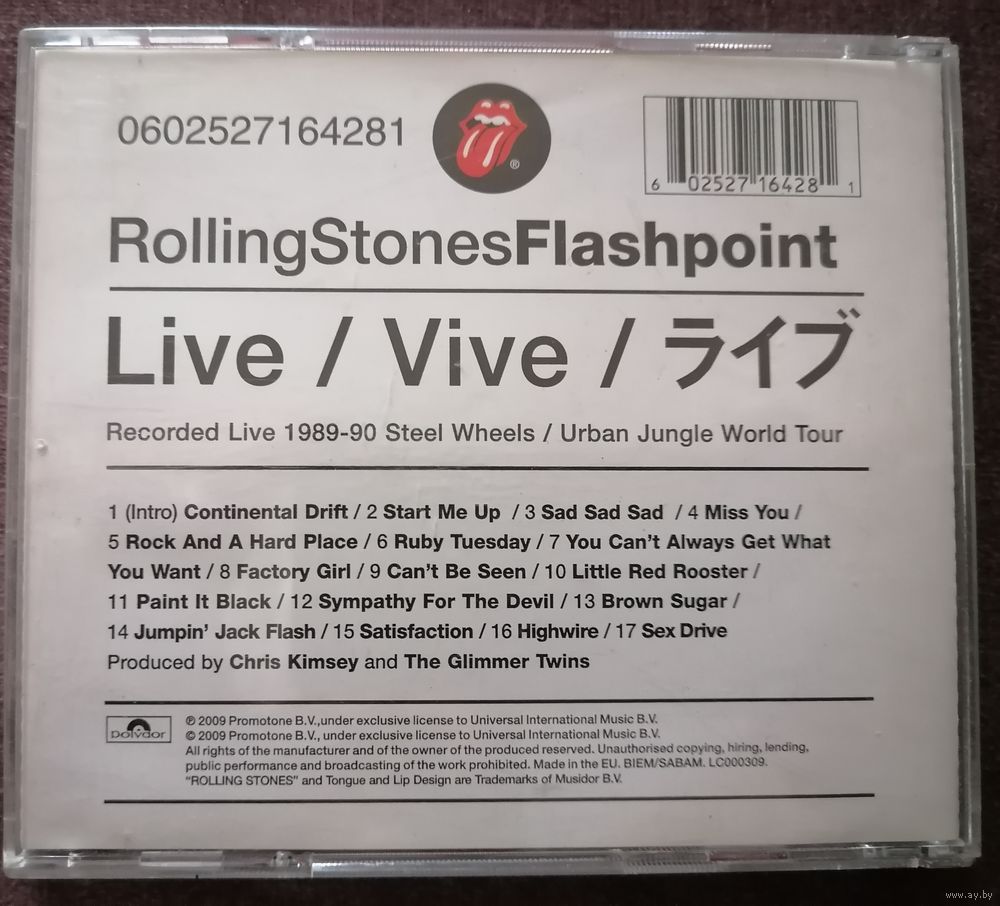 0602527164281
®
6 02527 16428 1
RollingStonesFlashpoint
Live / Vive / ライブ
Recorded Live 1989-90 Steel Wheels / Urban Jungle World Tour
1 (Intro) Continental Drift / 2 Start Me Up / 3 Sad Sad Sad / 4 Miss You /
5 Rock And A Hard Place / 6 Ruby Tuesday / 7 You Can't Always Get What
You Want / 8 Factory Girl / 9 Can't Be Seen / 10 Little Red Rooster /
11 Paint It Black / 12 Sympathy For The Devil / 13 Brown Sugar /
14 Jumpin' Jack Flash / 15 Satisfaction / 16 Highwire / 17 Sex Drive
Produced by Chris Kimsey and The Glimmer Twins
Polydor
℗ 2009 Promotone B.V.,under exclusive license to Universal International Music B.V.
© 2009 Promotone B.V., under exclusive license to Universal International Music B.V.
All rights of the manufacturer and of the owner of the produced reserved. Unauthorised copying, hiring, lending,
public performance and broadcasting of the work prohibited. Made in the EU. BIEM/SABAM. LC000309.
"ROLLING STONES" and Tongue and Lip Design are Trademarks of Musidor B.V.
www.ay.by